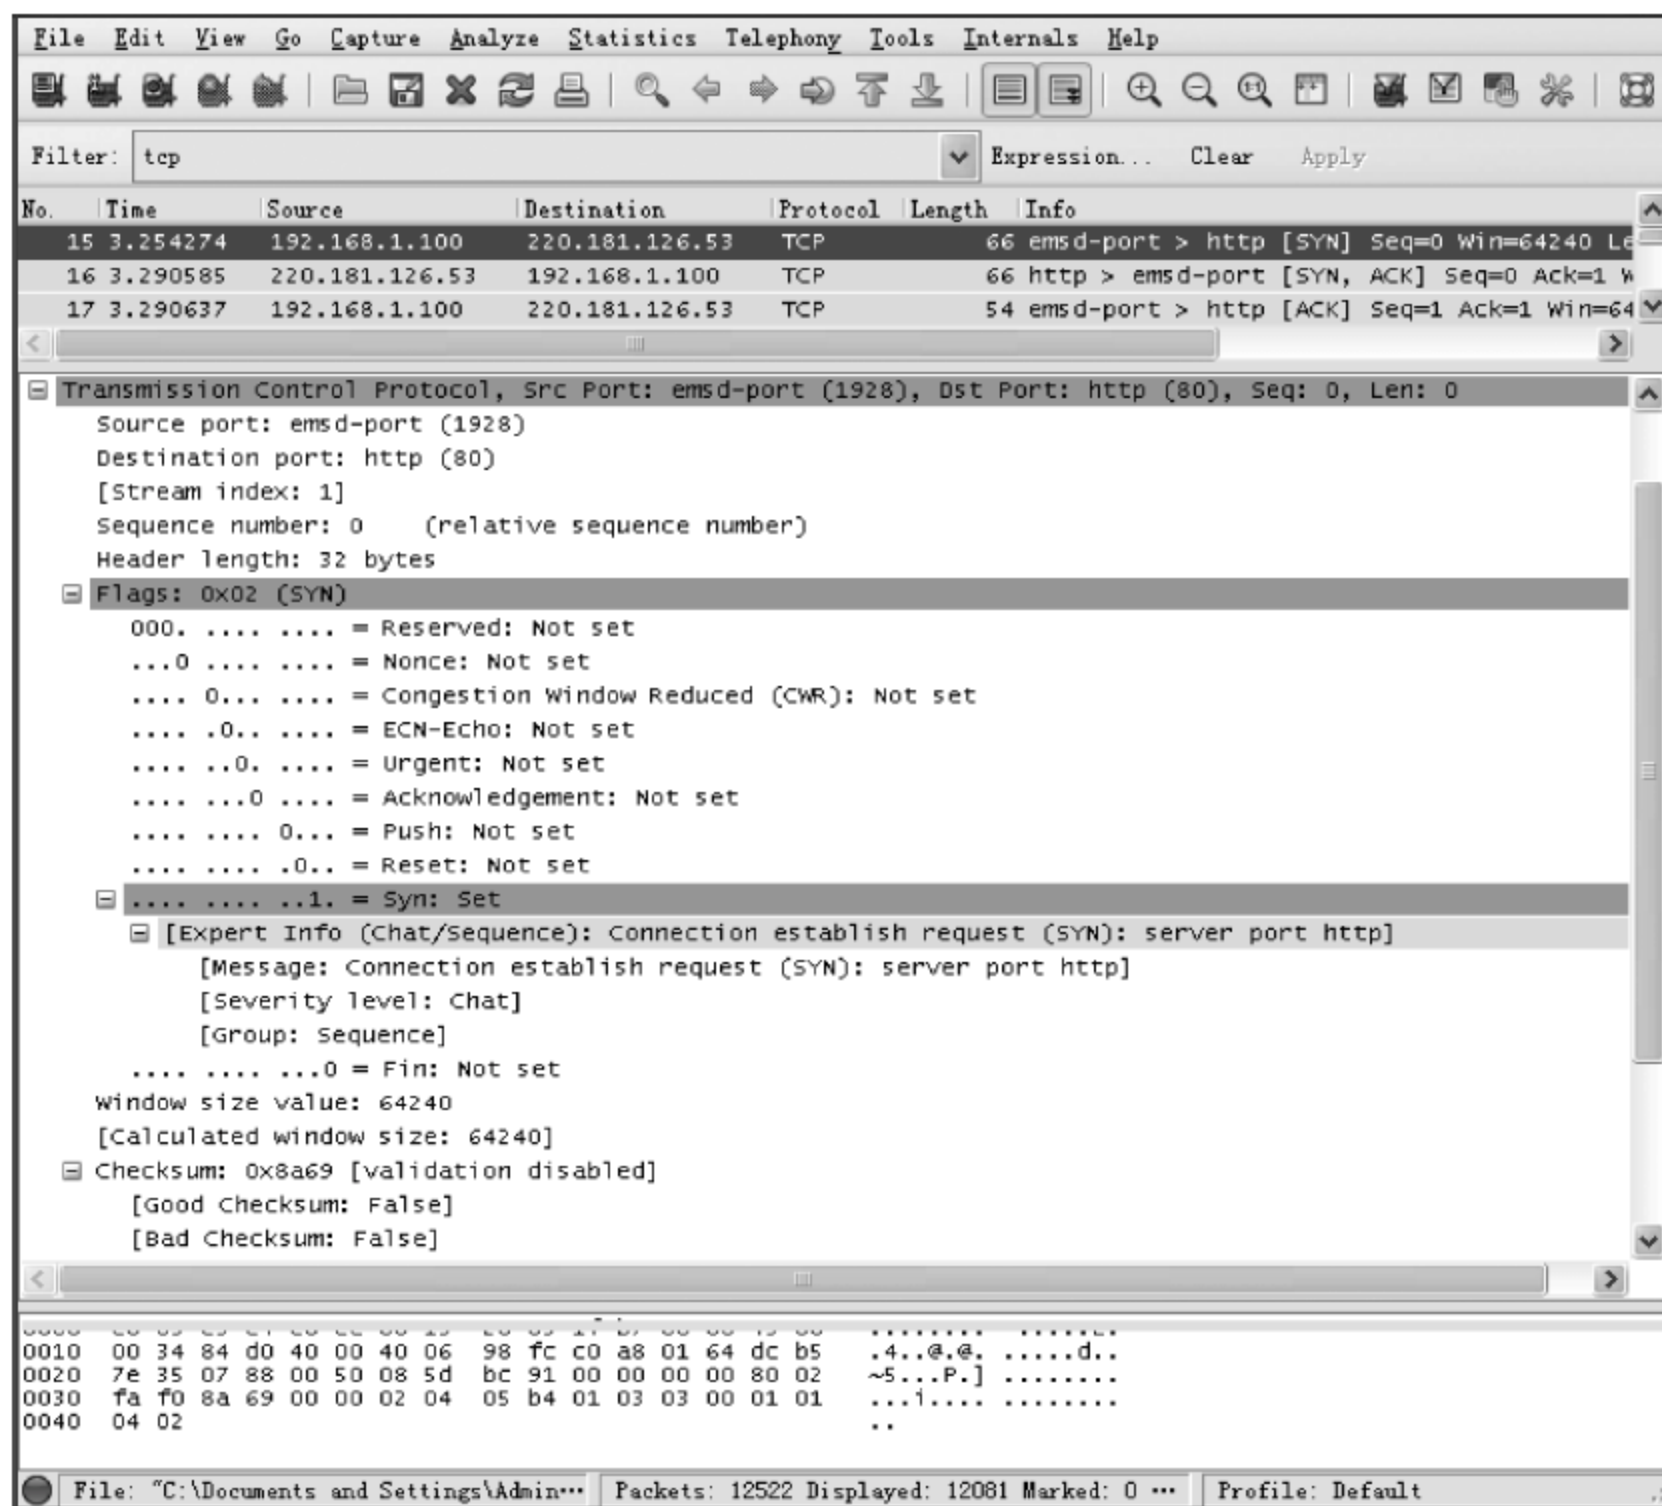 File Edit View Go Capture Analyze Statistics Telephony Tools Internals Help
Filter: tcp Expression... Clear Apply
No. Time Source Destination Protocol Length Info
15 3.254274 192.168.1.100 220.181.126.53 TCP 66 emsd-port > http [SYN] Seq=0 Win=64240 Le
16 3.290585 220.181.126.53 192.168.1.100 TCP 66 http > emsd-port [SYN, ACK] Seq=0 Ack=1 W
17 3.290637 192.168.1.100 220.181.126.53 TCP 54 emsd-port > http [ACK] Seq=1 Ack=1 Win=64
Transmission Control Protocol, Src Port: emsd-port (1928), Dst Port: http (80), Seq: 0, Len: 0
Source port: emsd-port (1928)
Destination port: http (80)
[Stream index: 1]
Sequence number: 0 (relative sequence number)
Header length: 32 bytes
Flags: 0x02 (SYN)
000. .... .... = Reserved: Not set
...0 .... .... = Nonce: Not set
.... 0... .... = Congestion Window Reduced (CWR): Not set
.... .0.. .... = ECN-Echo: Not set
.... ..0. .... = Urgent: Not set
.... ...0 .... = Acknowledgement: Not set
.... .... 0... = Push: Not set
.... .... .0.. = Reset: Not set
.... .... ..1. = Syn: Set
[Expert Info (Chat/Sequence): Connection establish request (SYN): server port http]
[Message: Connection establish request (SYN): server port http]
[Severity level: Chat]
[Group: Sequence]
.... .... ...0 = Fin: Not set
Window size value: 64240
[Calculated window size: 64240]
Checksum: 0x8a69 [validation disabled]
[Good Checksum: False]
[Bad Checksum: False]
0010 00 34 84 d0 40 00 40 06 98 fc c0 a8 01 64 dc b5 .4..@.@. .....d..
0020 7e 35 07 88 00 50 08 5d bc 91 00 00 00 00 80 02 ~5...P.] ........
0030 fa f0 8a 69 00 00 02 04 05 b4 01 03 03 00 01 01 ...i.... ........
0040 04 02 ..
File: "C:\Documents and Settings\Admin··· Packets: 12522 Displayed: 12081 Marked: 0 ··· Profile: Default